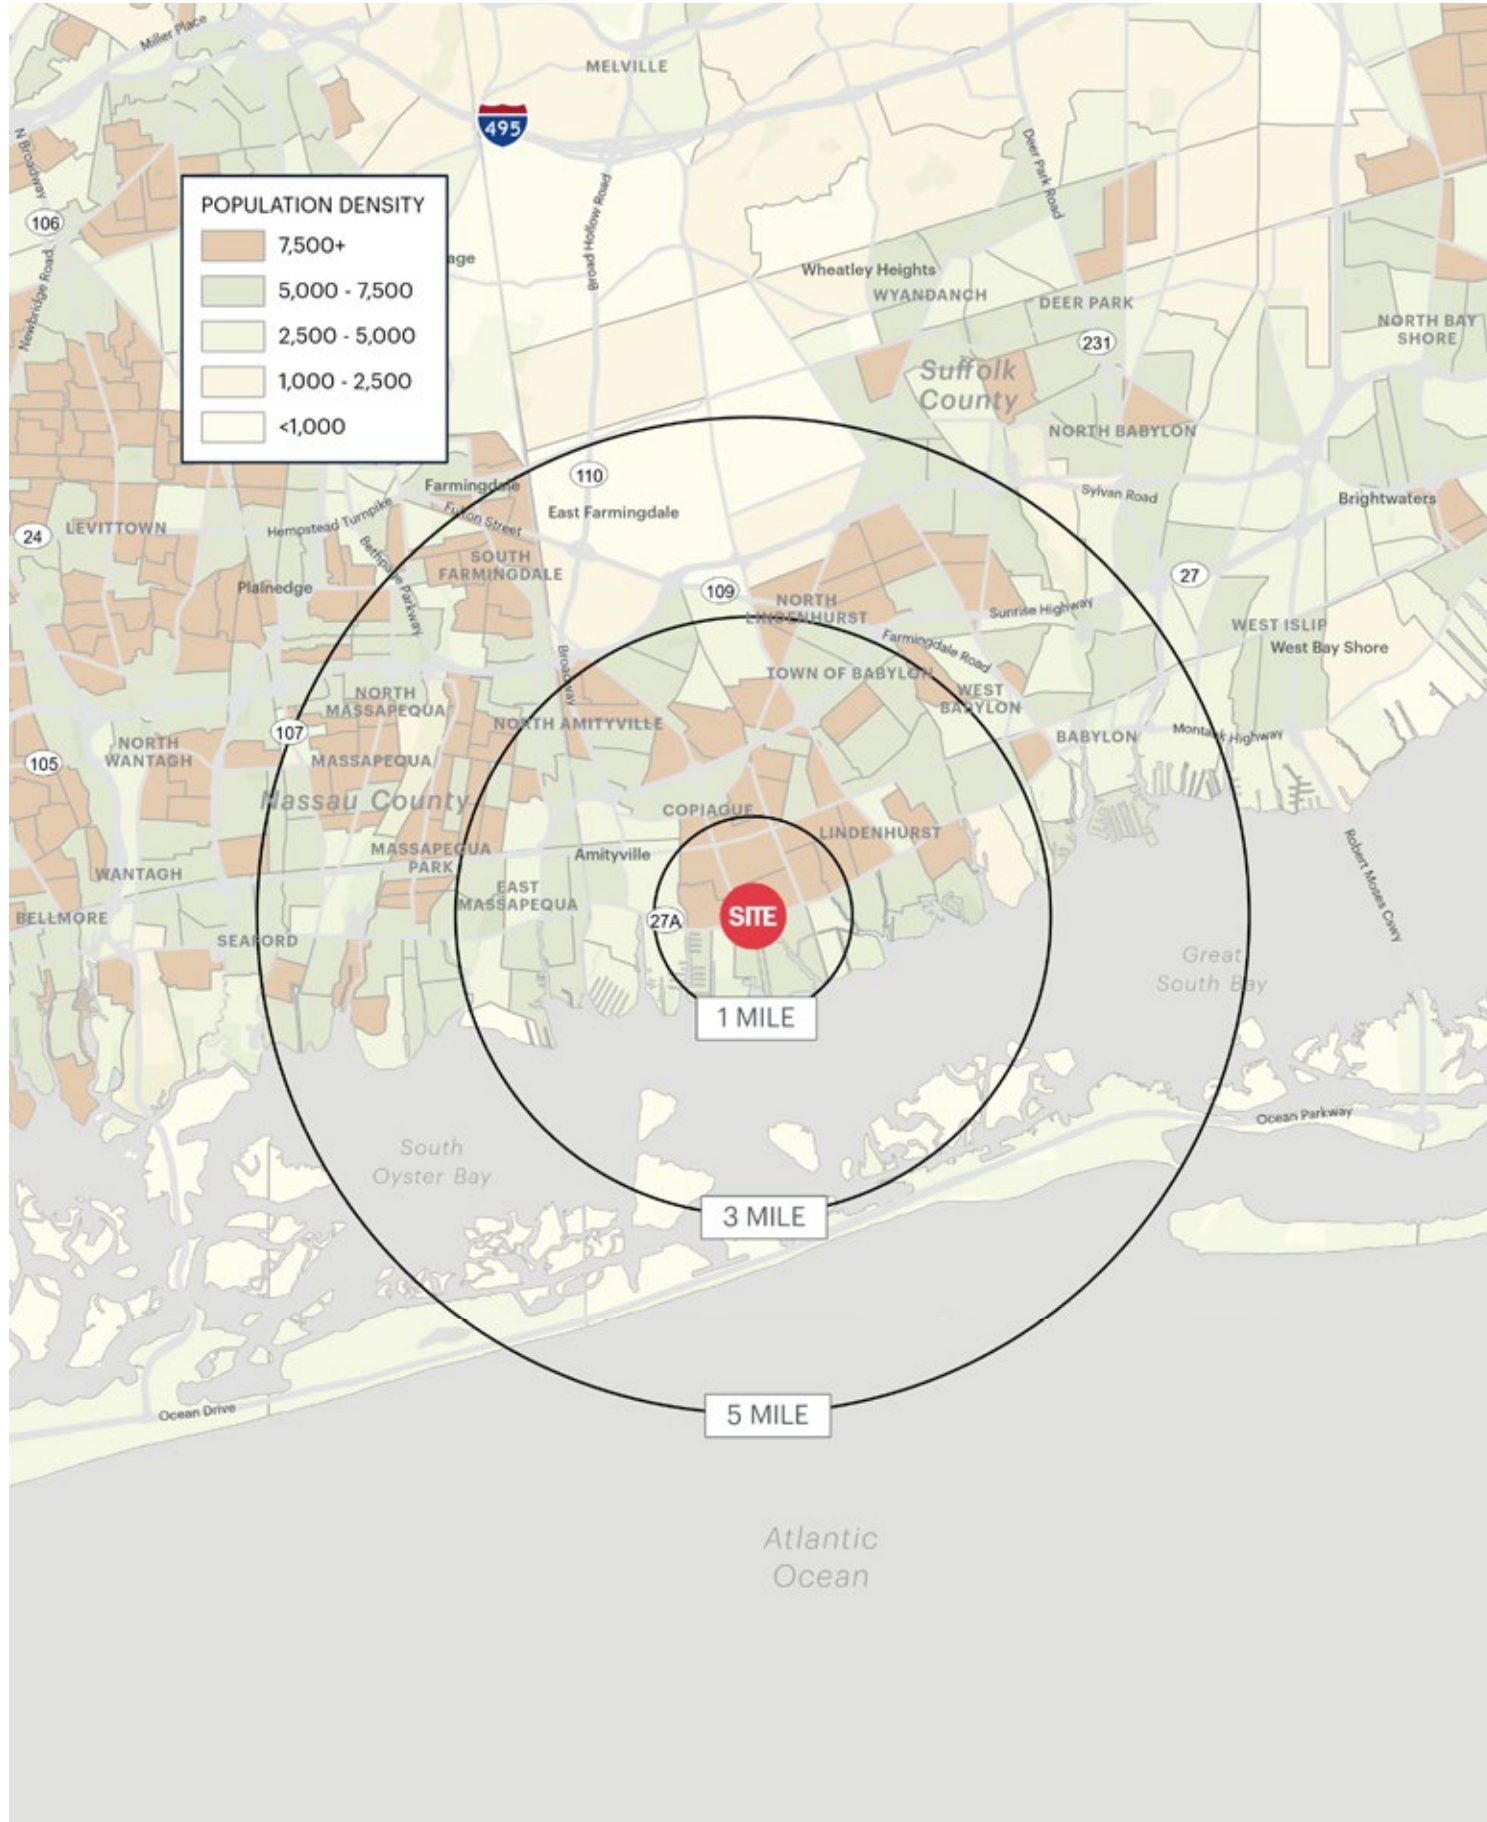 Miller Place
MELVILLE
495
N Broadway
Deer Park Road
106
POPULATION DENSITY
7,500+
5,000 - 7,500
2,500 - 5,000
1,000 - 2,500
<1,000
Broad Hollow Road
age
Newbridge Road
Wheatley Heights
WYANDANCH
DEER PARK
NORTH BAY
SHORE
231
Suffolk
County
NORTH BABYLON
110
Farmingdale
Sylvan Road
Brightwaters
Fulton Street
East Farmingdale
Hempstead Turnpike
24
LEVITTOWN
Bethpage Parkway
SOUTH
FARMINGDALE
27
Plainedge
109
NORTH
LINDENHURST
Sunrise Highway
WEST ISLIP
West Bay Shore
Farmingdale Road
Broadway
TOWN OF BABYLON
NORTH
MASSAPEQUA
WEST
BABYLON
NORTH AMITYVILLE
107
BABYLON
Montauk Highway
NORTH
WANTAGH
105
MASSAPEQUA
Nassau County
COPIAGUE
LINDENHURST
Robert Moses Cswy
MASSAPEQUA
PARK
Amityville
WANTAGH
EAST
MASSAPEQUA
BELLMORE
27A
SITE
SEAFORD
Great
South Bay
1 MILE
Ocean Parkway
South
Oyster Bay
3 MILE
Ocean Drive
5 MILE
Atlantic
Ocean